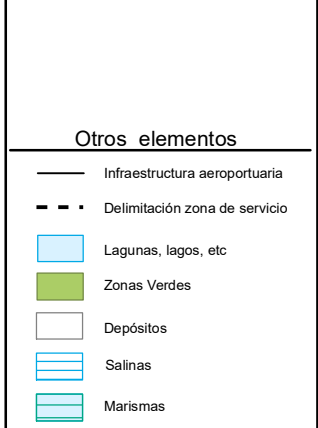 Otros elementos
Infraestructura aeroportuaria
Delimitación zona de servicio
Lagunas, lagos, etc
Zonas Verdes
Depósitos
Salinas
Marismas